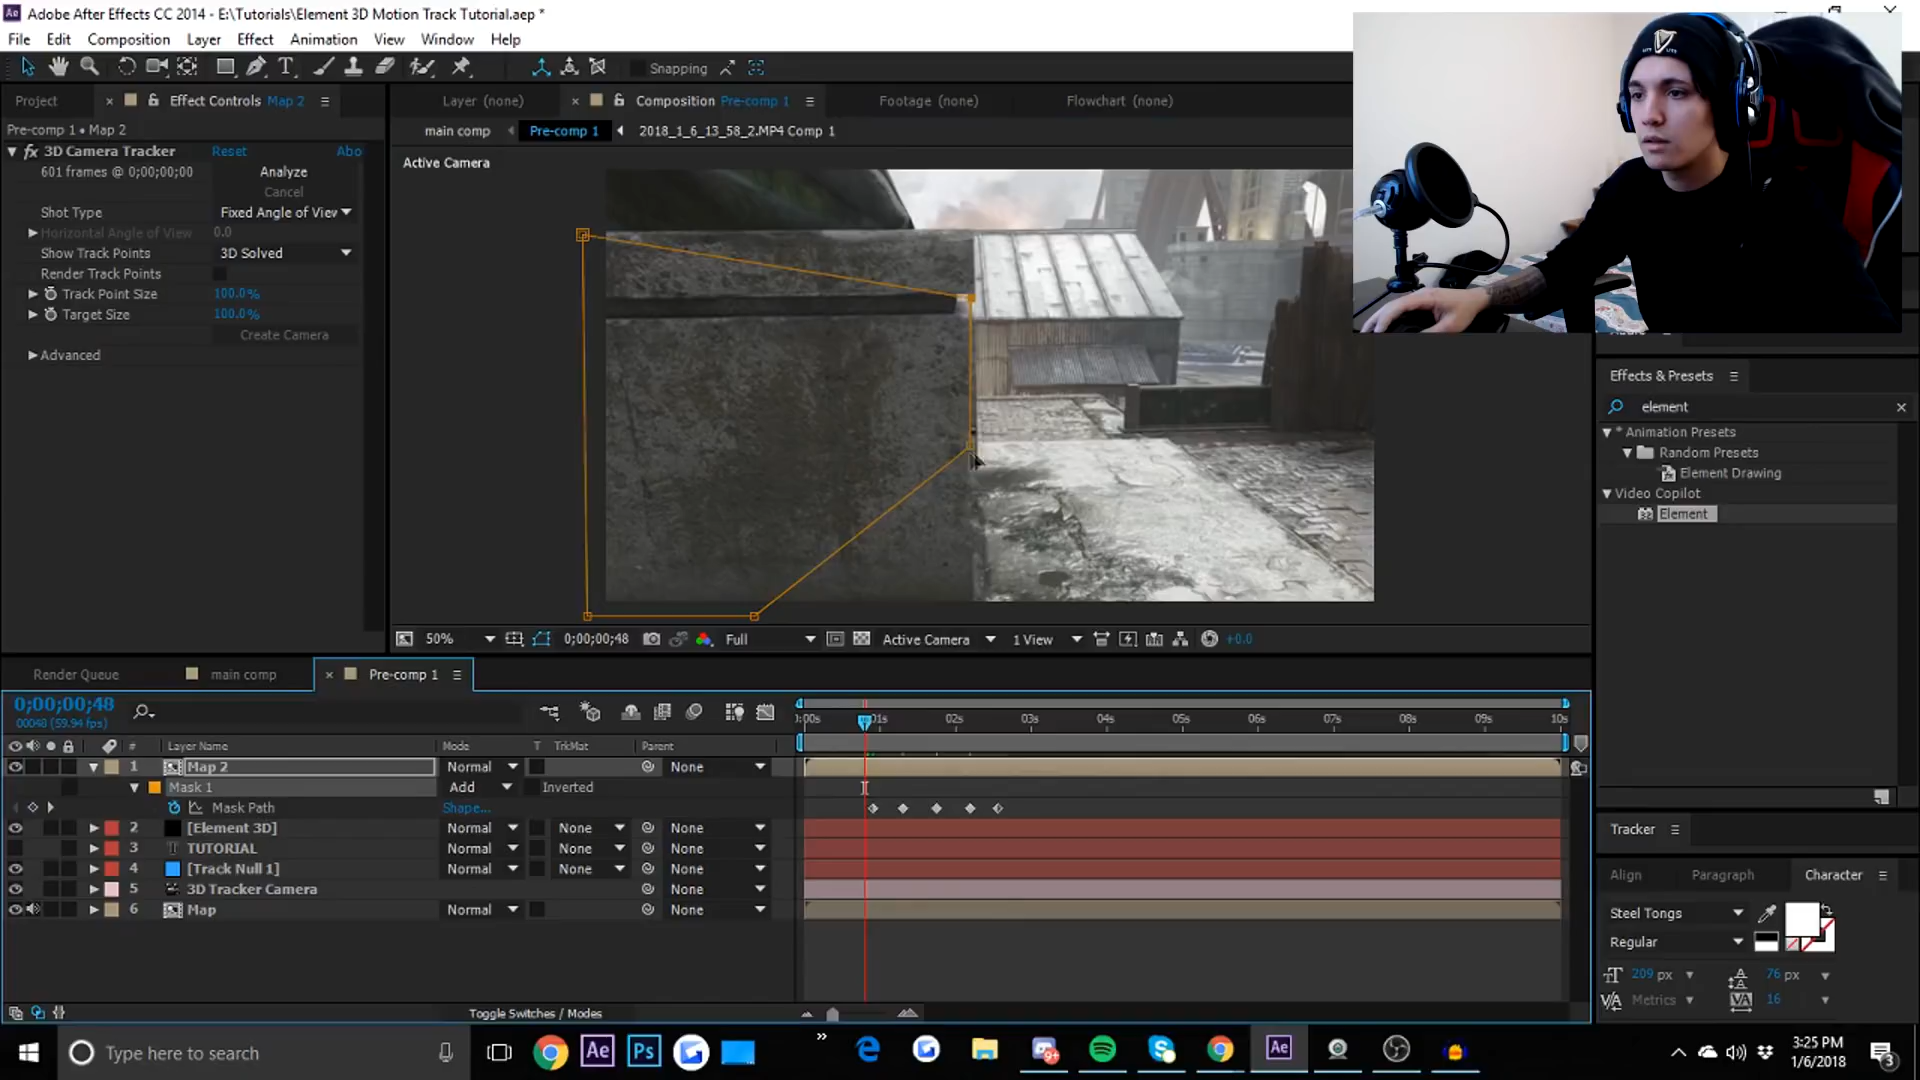 Adobe After Effects CC 2014 - E:\Tutorials\Element 3D Motion Track Tutorial.aep *
File Edit Composition Layer Effect Animation View Window Help
Snapping
Project Effect Controls Map 2
Layer (none) Composition Pre-comp 1 Footage (none) Flowchart (none)
Pre-comp 1 • Map 2
main comp Pre-comp 1 2018_1_6_13_58_2.MP4 Comp 1
fx 3D Camera Tracker Reset Abo
Active Camera
601 frames @ 0;00;00;00 Analyze
Cancel
Shot Type Fixed Angle of View
Horizontal Angle of View 0.0
Show Track Points 3D Solved
Render Track Points
Track Point Size 100.0%
Target Size 100.0%
Create Camera
Advanced
Effects & Presets
element
* Animation Presets
Random Presets
Element Drawing
Video Copilot
Element
50% 0;00;00;48 Full Active Camera 1 View +0.0
Render Queue main comp Pre-comp 1
0;00;00;48
00048 (59.94 fps)
:00s 01s 02s 03s 04s 05s 06s 07s 08s 09s 10s
# Layer Name Mode T TrkMat Parent
1 Map 2 Normal None
Mask 1 Add Inverted
Mask Path Shape...
2 [Element 3D] Normal None None
3 T TUTORIAL Normal None None
4 [Track Null 1] Normal None None
5 3D Tracker Camera None
6 Map Normal None
Toggle Switches / Modes
Tracker
Align Paragraph Character
Steel Tongs
Regular
209 px 76 px
Metrics 16
Type here to search
Ae Ps Ae
3:25 PM
1/6/2018
3